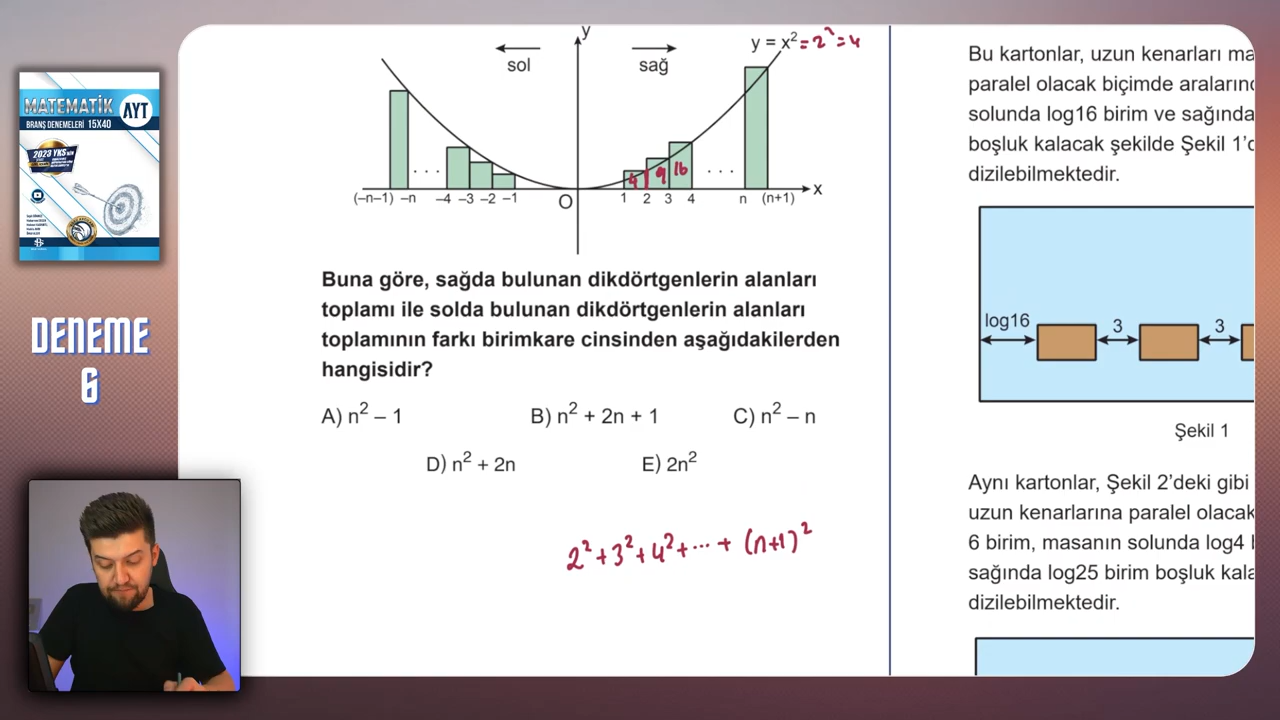 MATEMATİK
AYT
BRANŞ DENEMELERİ 15X40
2023 YKS'NİN
DENEME
6
sol
sağ
y
y = x² = 2² = 4
4 9 16
(–n–1) –n –4 –3 –2 –1 O 1 2 3 4 n (n+1) x
Buna göre, sağda bulunan dikdörtgenlerin alanları
toplamı ile solda bulunan dikdörtgenlerin alanları
toplamının farkı birimkare cinsinden aşağıdakilerden
hangisidir?
A) n² – 1 B) n² + 2n + 1 C) n² – n
D) n² + 2n E) 2n²
2² + 3² + 4² + ... + (n+1)²
Bu kartonlar, uzun kenarları ma
paralel olacak biçimde aralarınd
solunda log16 birim ve sağında
boşluk kalacak şekilde Şekil 1'd
dizilebilmektedir.
log16 3 3
Şekil 1
Aynı kartonlar, Şekil 2'deki gibi
uzun kenarlarına paralel olacak
6 birim, masanın solunda log4 b
sağında log25 birim boşluk kala
dizilebilmektedir.